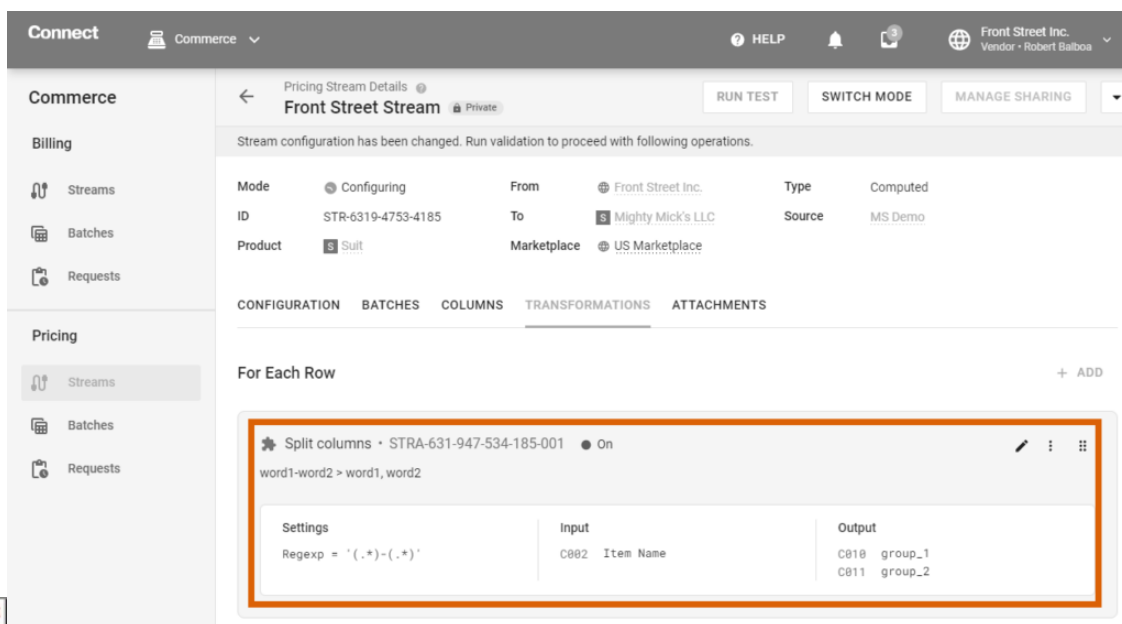 Connect
Commerce
HELP
3
Front Street Inc.
Vendor • Robert Balboa
Commerce
Billing
Streams
Batches
Requests
Pricing
Streams
Batches
Requests
Pricing Stream Details
Front Street Stream Private
RUN TEST
SWITCH MODE
MANAGE SHARING
Stream configuration has been changed. Run validation to proceed with following operations.
Mode Configuring From Front Street Inc. Type Computed
ID STR-6319-4753-4185 To S Mighty Mick's LLC Source MS Demo
Product S Suit Marketplace US Marketplace
CONFIGURATION BATCHES COLUMNS TRANSFORMATIONS ATTACHMENTS
For Each Row + ADD
Split columns • STRA-631-947-534-185-001 On
word1-word2 > word1, word2
Settings Input Output
Regexp = `(.*)-(.*)` C002 Item Name C010 group_1
C011 group_2